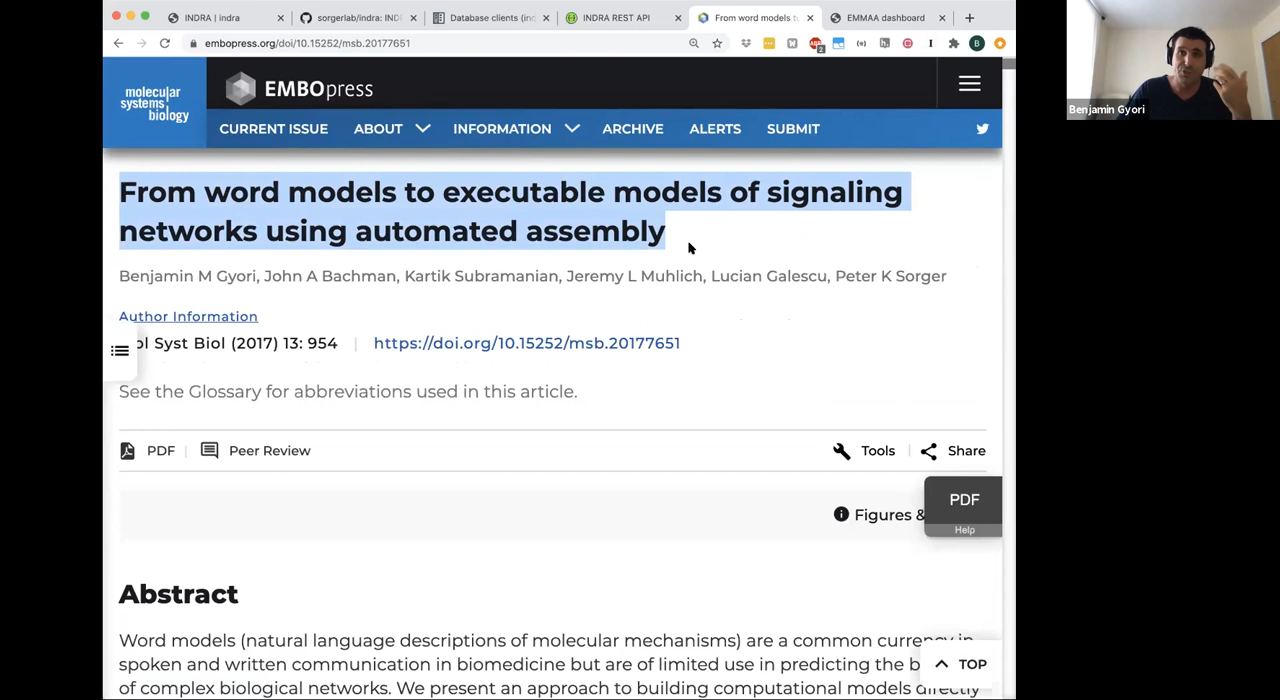 INDRA | indra
sorgerlab/indra: IND
Database clients (ind
INDRA REST API
From word models to
EMMAA dashboard
embopress.org/doi/10.15252/msb.20177651
Benjamin Gyori
molecular
systems
biology
EMBOpress
CURRENT ISSUE ABOUT INFORMATION ARCHIVE ALERTS SUBMIT
From word models to executable models of signaling
networks using automated assembly
Benjamin M Gyori, John A Bachman, Kartik Subramanian, Jeremy L Muhlich, Lucian Galescu, Peter K Sorger
Author Information
ol Syst Biol (2017) 13: 954 | https://doi.org/10.15252/msb.20177651
See the Glossary for abbreviations used in this article.
PDF | Peer Review Tools | Share
PDF
Figures &
Help
Abstract
Word models (natural language descriptions of molecular mechanisms) are a common currency in
spoken and written communication in biomedicine but are of limited use in predicting the b
TOP
of complex biological networks. We present an approach to building computational models directly